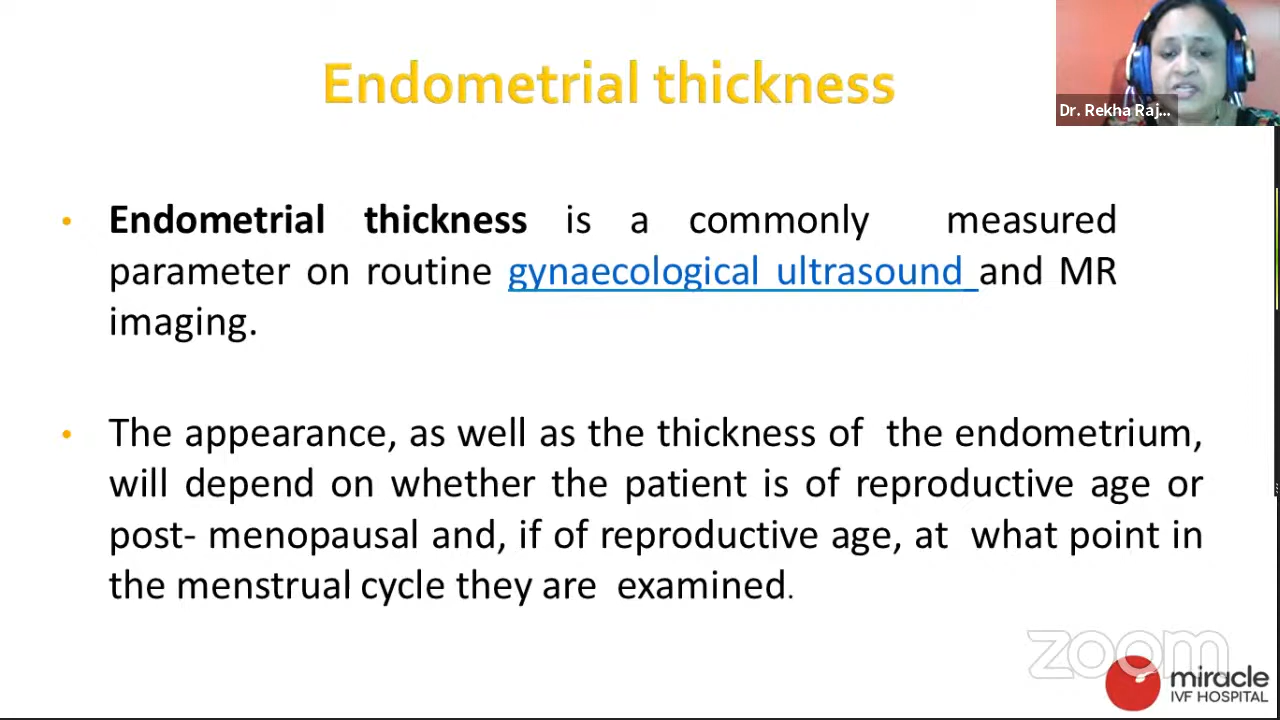 Endometrial thickness
Dr. Rekha Raj...
• Endometrial thickness is a commonly measured
parameter on routine gynaecological ultrasound and MR
imaging.
• The appearance, as well as the thickness of the endometrium,
will depend on whether the patient is of reproductive age or
post- menopausal and, if of reproductive age, at what point in
the menstrual cycle they are examined.
zoom
miracle
IVF HOSPITAL